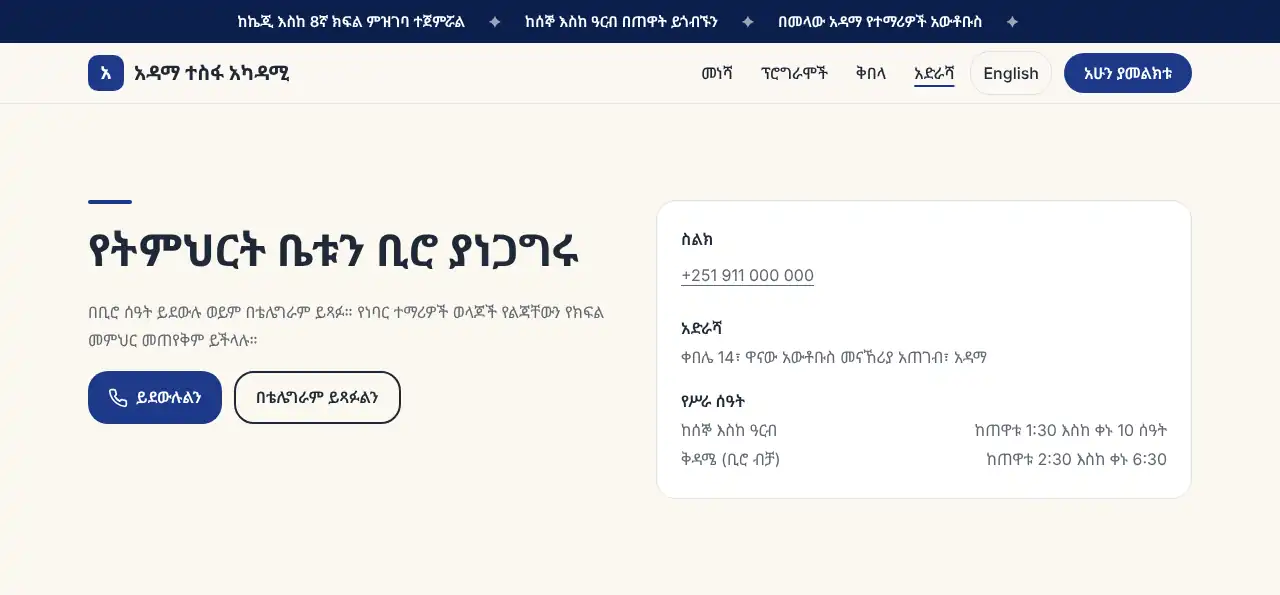 ከኬጂ እስከ 8ኛ ክፍል ምዝገባ ተጀምሯል ✦ ከሰኞ እስከ ዓርብ በጠዋት ይጎብኙን ✦ በመላው አዳማ የተማሪዎች አውቶቡስ ✦
አ አዳማ ተስፋ አካዳሚ
መነሻ ፕሮግራሞች ቅበላ አድራሻ English አሁን ያመልክቱ
የትምህርት ቤቱን ቢሮ ያነጋግሩ
በቢሮ ሰዓት ይደውሉ ወይም በቴሌግራም ይጻፉ። የነባር ተማሪዎች ወላጆች የልጃቸውን የክፍል
መምህር መጠየቅም ይችላሉ።
ይደውሉልን በቴሌግራም ይጻፉልን
ስልክ
+251 911 000 000
አድራሻ
ቀበሌ 14፣ ዋናው አውቶቡስ መናኸሪያ አጠገብ፣ አዳማ
የሥራ ሰዓት
ከሰኞ እስከ ዓርብ ከጠዋቱ 1:30 እስከ ቀኑ 10 ሰዓት
ቅዳሜ (ቢሮ ብቻ) ከጠዋቱ 2:30 እስከ ቀኑ 6:30